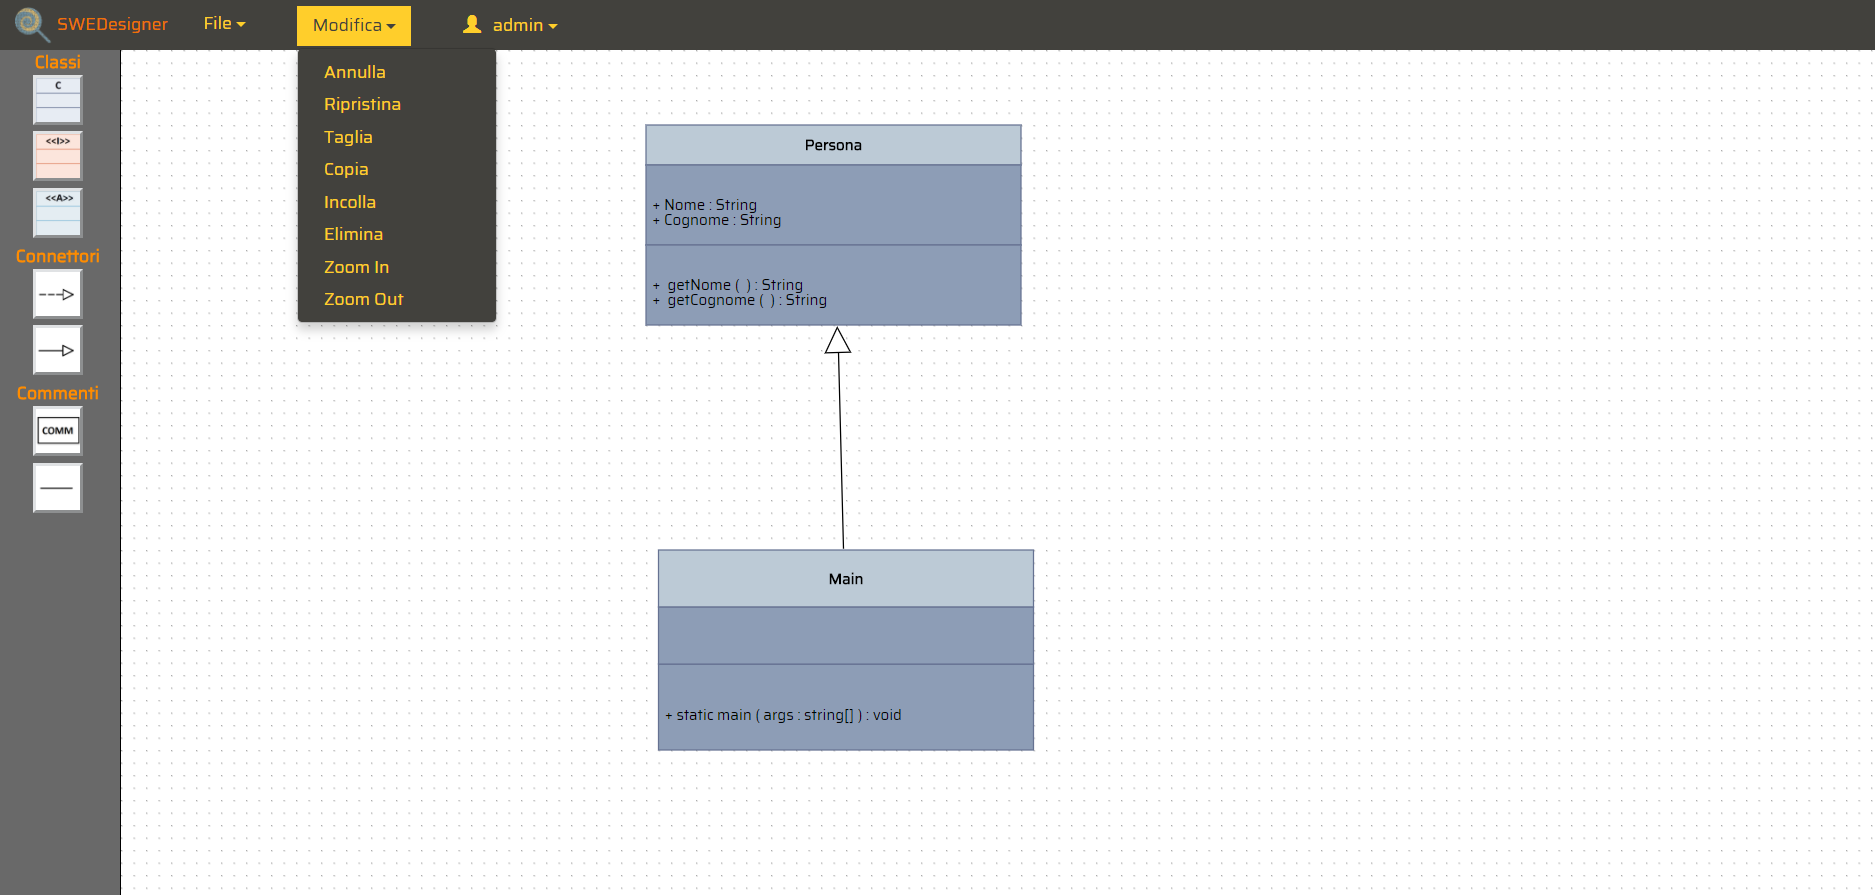 SWEDesigner
File
Modifica
admin
Annulla
Ripristina
Taglia
Copia
Incolla
Elimina
Zoom In
Zoom Out
Classi
C
<<I>>
<<A>>
Connettori
Commenti
COMM
Persona
+ Nome : String
+ Cognome : String
+ getNome ( ) : String
+ getCognome ( ) : String
Main
+ static main ( args : string[] ) : void